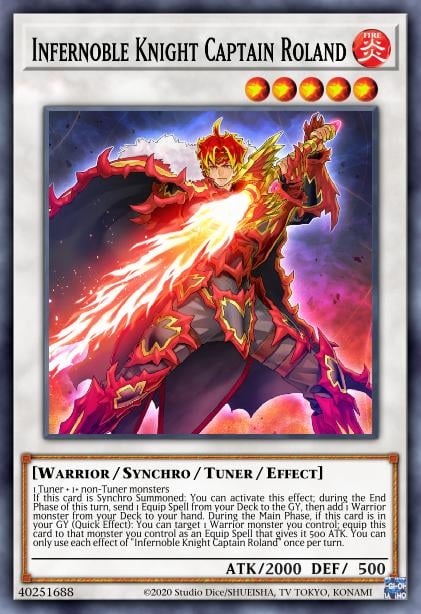 INFERNOBLE KNIGHT CAPTAIN ROLAND
FIRE
炎
[WARRIOR / SYNCHRO / TUNER / EFFECT]
1 Tuner + 1+ non-Tuner monsters
If this card is Synchro Summoned: You can activate this effect; during the End
Phase of this turn, send 1 Equip Spell from your Deck to the GY, then add 1 Warrior
monster from your Deck to your hand. During the Main Phase, if this card is in
your GY (Quick Effect): You can target 1 Warrior monster you control; equip this
card to that monster you control as an Equip Spell that gives it 500 ATK. You can
only use each effect of "Infernoble Knight Captain Roland" once per turn.
ATK/2000 DEF/ 500
40251688
©2020 Studio Dice/SHUEISHA, TV TOKYO, KONAMI